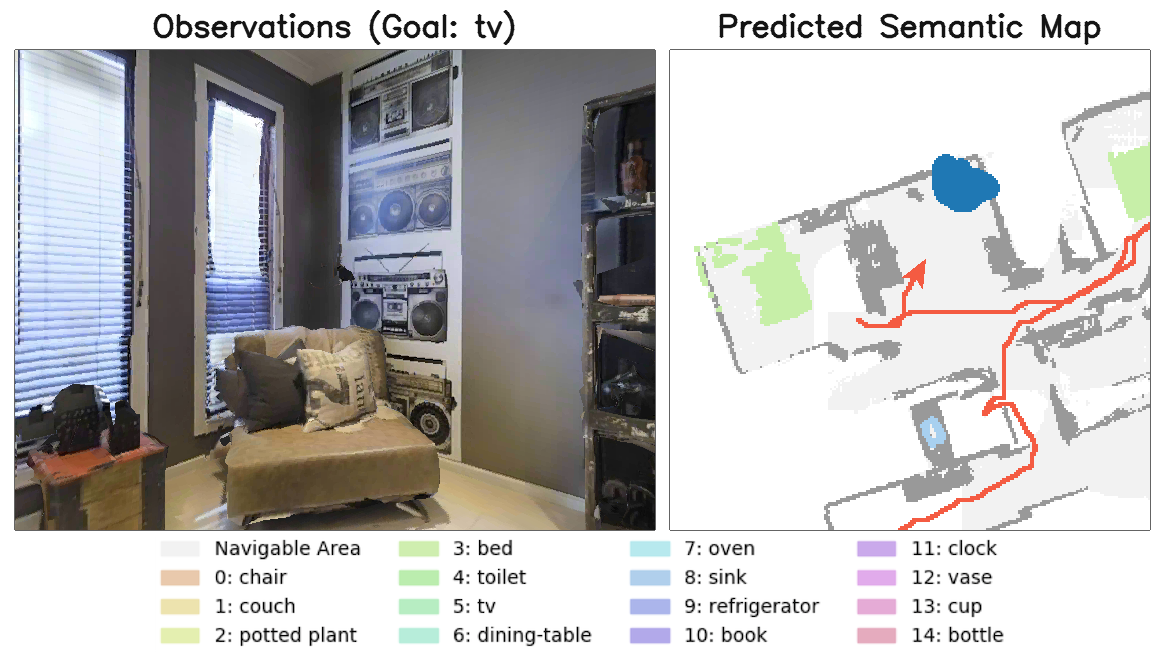 Observations (Goal: tv)
Predicted Semantic Map
No.1
Navigable Area
0: chair
1: couch
2: potted plant
3: bed
4: toilet
5: tv
6: dining-table
7: oven
8: sink
9: refrigerator
10: book
11: clock
12: vase
13: cup
14: bottle